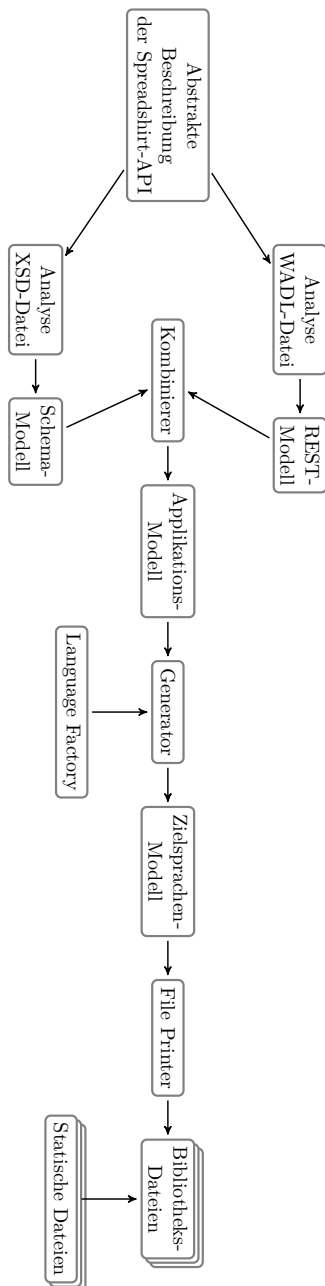 Abstrakte
Beschreibung
der Spreadshirt-API
Analyse
WADL-Datei
REST-
Modell
Analyse
XSD-Datei
Schema-
Modell
Kombinierer
Applikations-
Modell
Generator
Language Factory
Zielsprachen-
Modell
File Printer
Bibliotheks-
Dateien
Statische Dateien